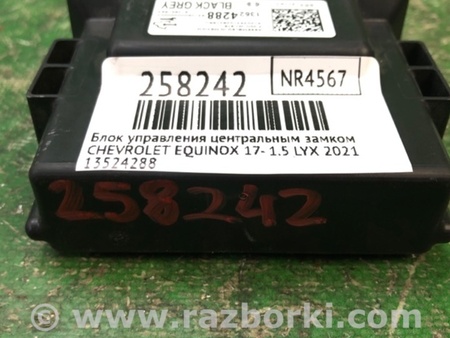 13524288
BLACK GREY
258242
NR4567
Блок управления центральным замком
CHEVROLET EQUINOX 17- 1.5 LYX 2021
13524288
258242
www.razborki.com